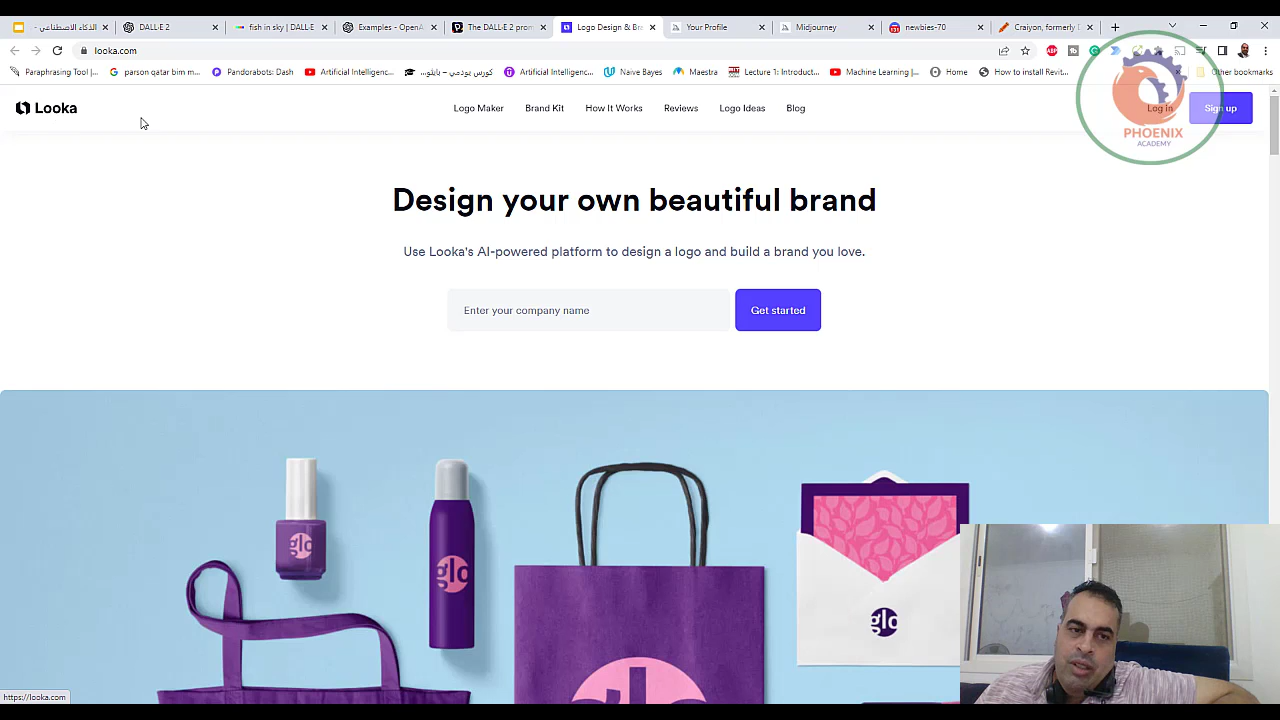 كاء الاصطناعي -
DALL·E 2
fish in sky | DALL·E
Examples - OpenA
The DALL·E 2 prom
Logo Design & Bra
Your Profile
Midjourney
newbies-70
Craiyon, formerly
looka.com
Paraphrasing Tool |...
parson qatar bim m...
Pandorabots: Dash
Artificial Intelligenc...
Artificial Intelligenc...
Naive Bayes
Maestra
Lecture 1: Introduct...
Machine Learning |...
Home
How to install Revit...
Other bookmarks
Looka
Logo Maker
Brand Kit
How It Works
Reviews
Logo Ideas
Blog
Log in
Sign up
PHOENIX
ACADEMY
Design your own beautiful brand
Use Looka's AI-powered platform to design a logo and build a brand you love.
Enter your company name
Get started
glo
glo
glo
https://looka.com